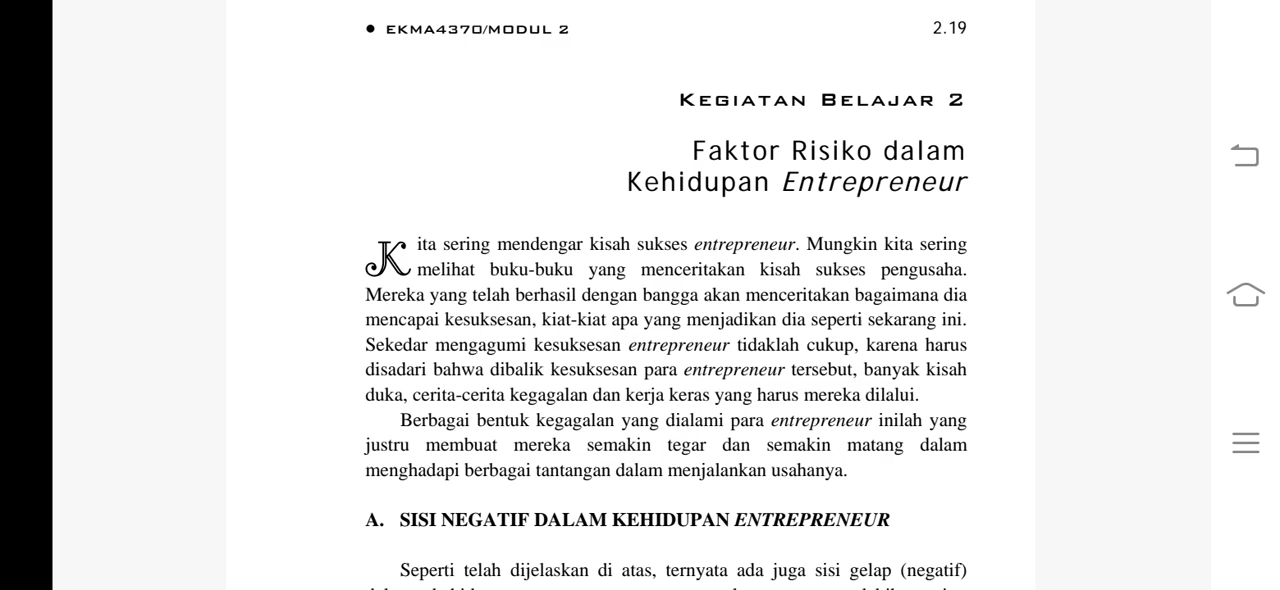 ● EKMA4370/MODUL 2 2.19
KEGIATAN BELAJAR 2
Faktor Risiko dalam
Kehidupan Entrepreneur
Kita sering mendengar kisah sukses entrepreneur. Mungkin kita sering
melihat buku-buku yang menceritakan kisah sukses pengusaha.
Mereka yang telah berhasil dengan bangga akan menceritakan bagaimana dia
mencapai kesuksesan, kiat-kiat apa yang menjadikan dia seperti sekarang ini.
Sekedar mengagumi kesuksesan entrepreneur tidaklah cukup, karena harus
disadari bahwa dibalik kesuksesan para entrepreneur tersebut, banyak kisah
duka, cerita-cerita kegagalan dan kerja keras yang harus mereka dilalui.
Berbagai bentuk kegagalan yang dialami para entrepreneur inilah yang
justru membuat mereka semakin tegar dan semakin matang dalam
menghadapi berbagai tantangan dalam menjalankan usahanya.
A. SISI NEGATIF DALAM KEHIDUPAN ENTREPRENEUR
Seperti telah dijelaskan di atas, ternyata ada juga sisi gelap (negatif)